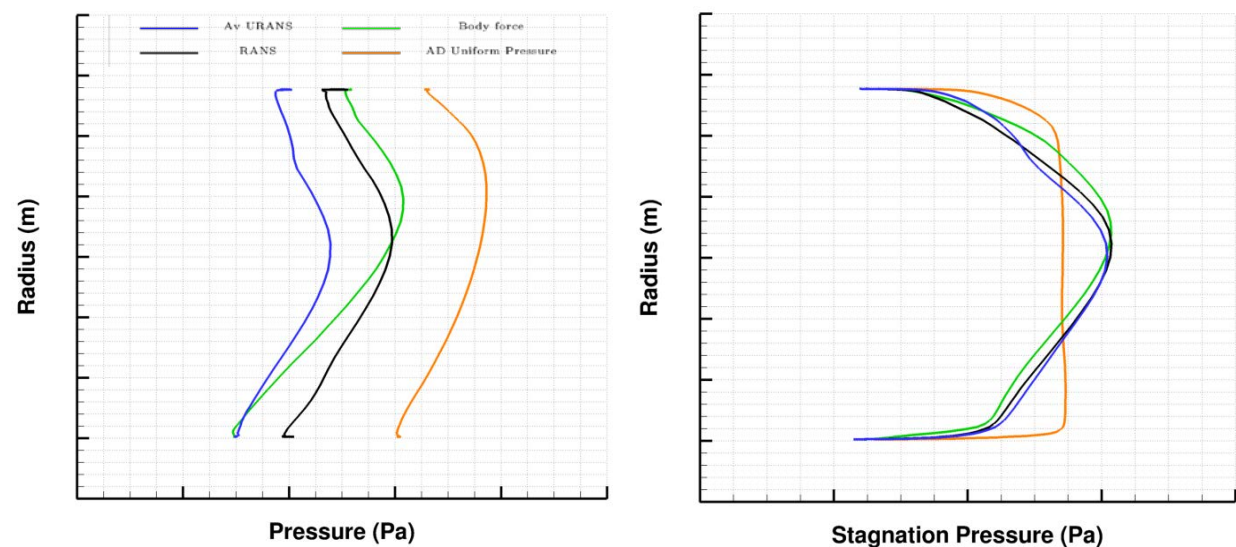 Av URANS Body force
RANS AD Uniform Pressure
Radius (m)
Pressure (Pa)
Radius (m)
Stagnation Pressure (Pa)